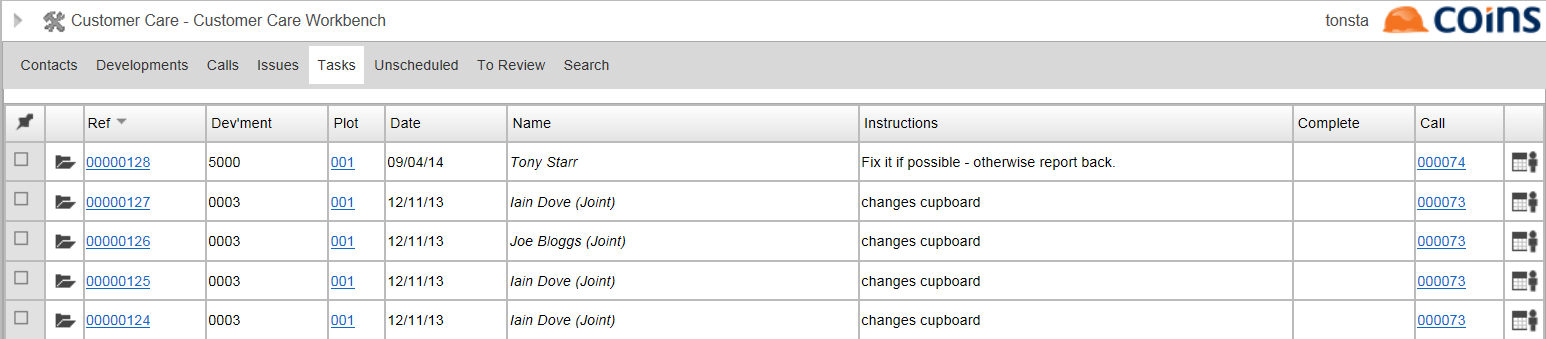 Customer Care - Customer Care Workbench tonsta coins
Contacts Developments Calls Issues Tasks Unscheduled To Review Search
Ref Dev'ment Plot Date Name Instructions Complete Call
00000128 5000 001 09/04/14 Tony Starr Fix it if possible - otherwise report back. 000074
00000127 0003 001 12/11/13 Iain Dove (Joint) changes cupboard 000073
00000126 0003 001 12/11/13 Joe Bloggs (Joint) changes cupboard 000073
00000125 0003 001 12/11/13 Iain Dove (Joint) changes cupboard 000073
00000124 0003 001 12/11/13 Iain Dove (Joint) changes cupboard 000073